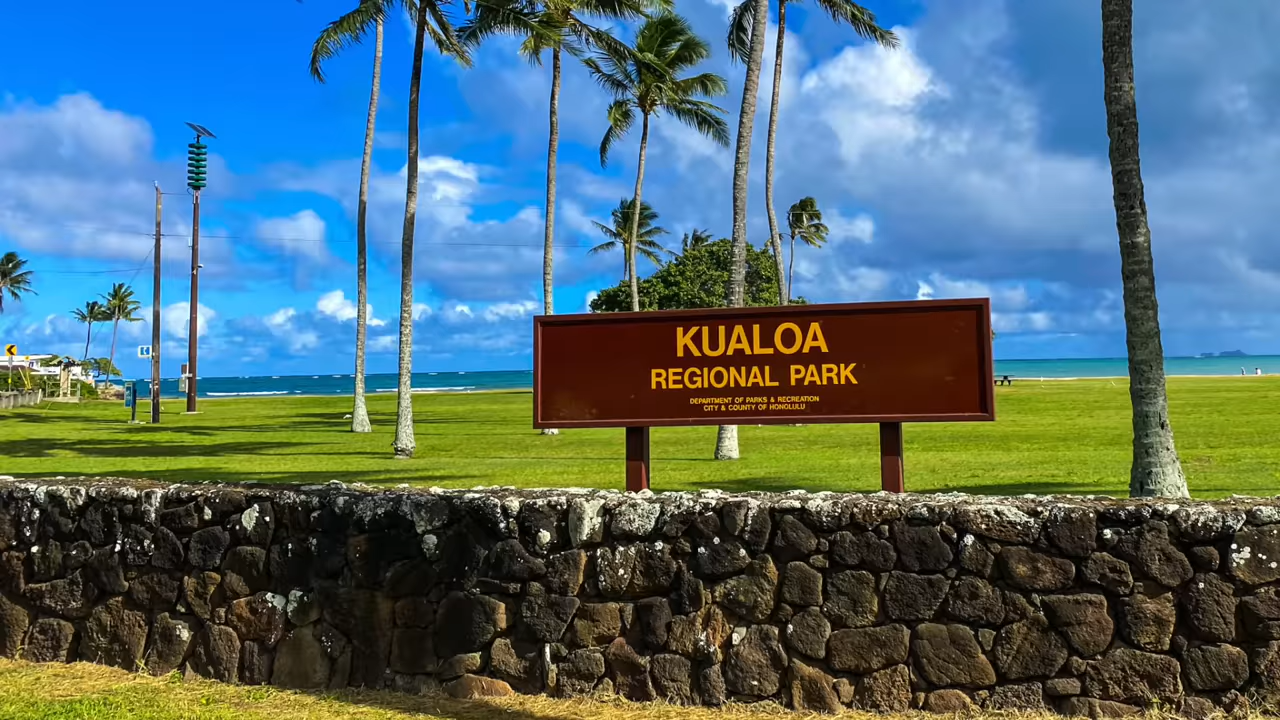 KUALOA
REGIONAL PARK
DEPARTMENT OF PARKS & RECREATION
CITY & COUNTY OF HONOLULU